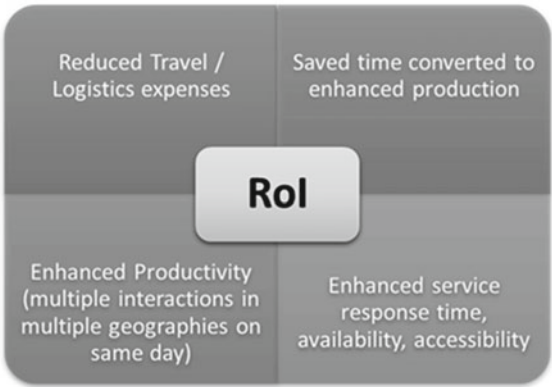 Reduced Travel /
Logistics expenses
Saved time converted to
enhanced production
RoI
Enhanced Productivity
(multiple interactions in
multiple geographies on
same day)
Enhanced service
response time,
availability, accessibility